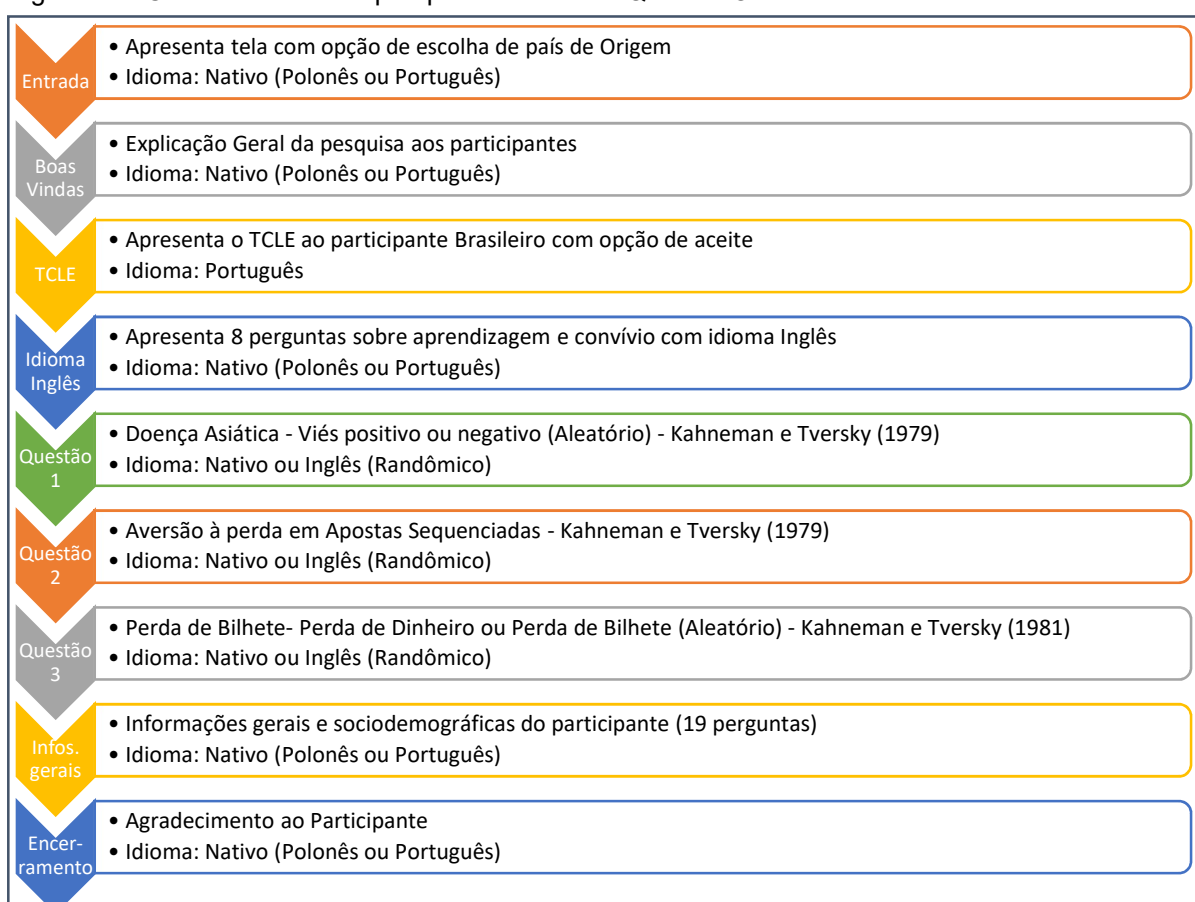 Entrada
• Apresenta tela com opção de escolha de país de Origem
• Idioma: Nativo (Polonês ou Português)
Boas
Vindas
• Explicação Geral da pesquisa aos participantes
• Idioma: Nativo (Polonês ou Português)
TCLE
• Apresenta o TCLE ao participante Brasileiro com opção de aceite
• Idioma: Português
Idioma
Inglês
• Apresenta 8 perguntas sobre aprendizagem e convívio com idioma Inglês
• Idioma: Nativo (Polonês ou Português)
Questão
1
• Doença Asiática - Viés positivo ou negativo (Aleatório) - Kahneman e Tversky (1979)
• Idioma: Nativo ou Inglês (Randômico)
Questão
2
• Aversão à perda em Apostas Sequenciadas - Kahneman e Tversky (1979)
• Idioma: Nativo ou Inglês (Randômico)
Questão
3
• Perda de Bilhete- Perda de Dinheiro ou Perda de Bilhete (Aleatório) - Kahneman e Tversky (1981)
• Idioma: Nativo ou Inglês (Randômico)
Infos.
gerais
• Informações gerais e sociodemográficas do participante (19 perguntas)
• Idioma: Nativo (Polonês ou Português)
Encer-
ramento
• Agradecimento ao Participante
• Idioma: Nativo (Polonês ou Português)